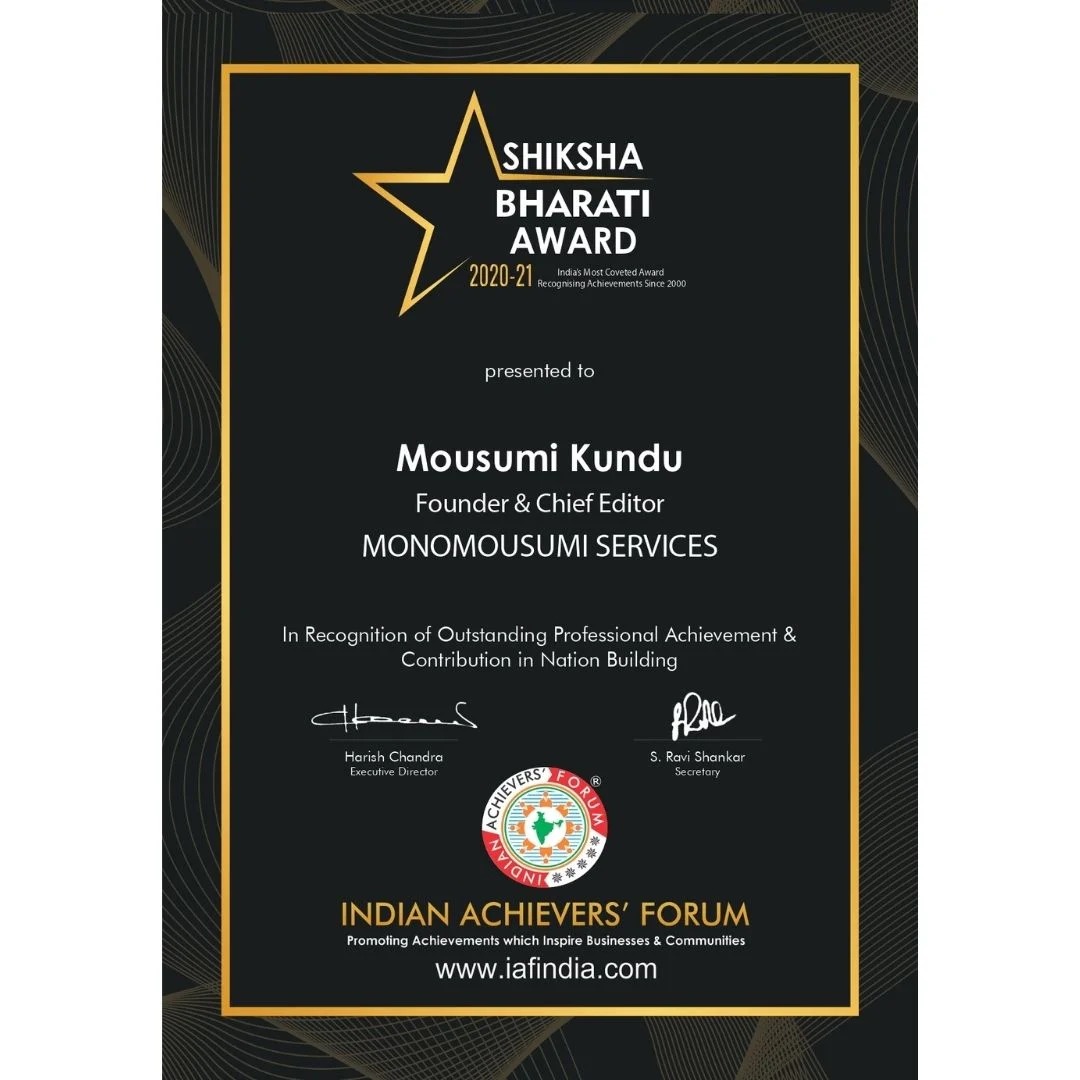 SHIKSHA
BHARATI
AWARD
2020-21
India's Most Coveted Award
Recognising Achievements Since 2000
presented to
Mousumi Kundu
Founder & Chief Editor
MONOMOUSUMI SERVICES
In Recognition of Outstanding Professional Achievement &
Contribution in Nation Building
Harish Chandra
Executive Director
S. Ravi Shankar
Secretary
INDIAN ACHIEVERS' FORUM ®
INDIAN ACHIEVERS' FORUM
Promoting Achievements which Inspire Businesses & Communities
www.iafindia.com